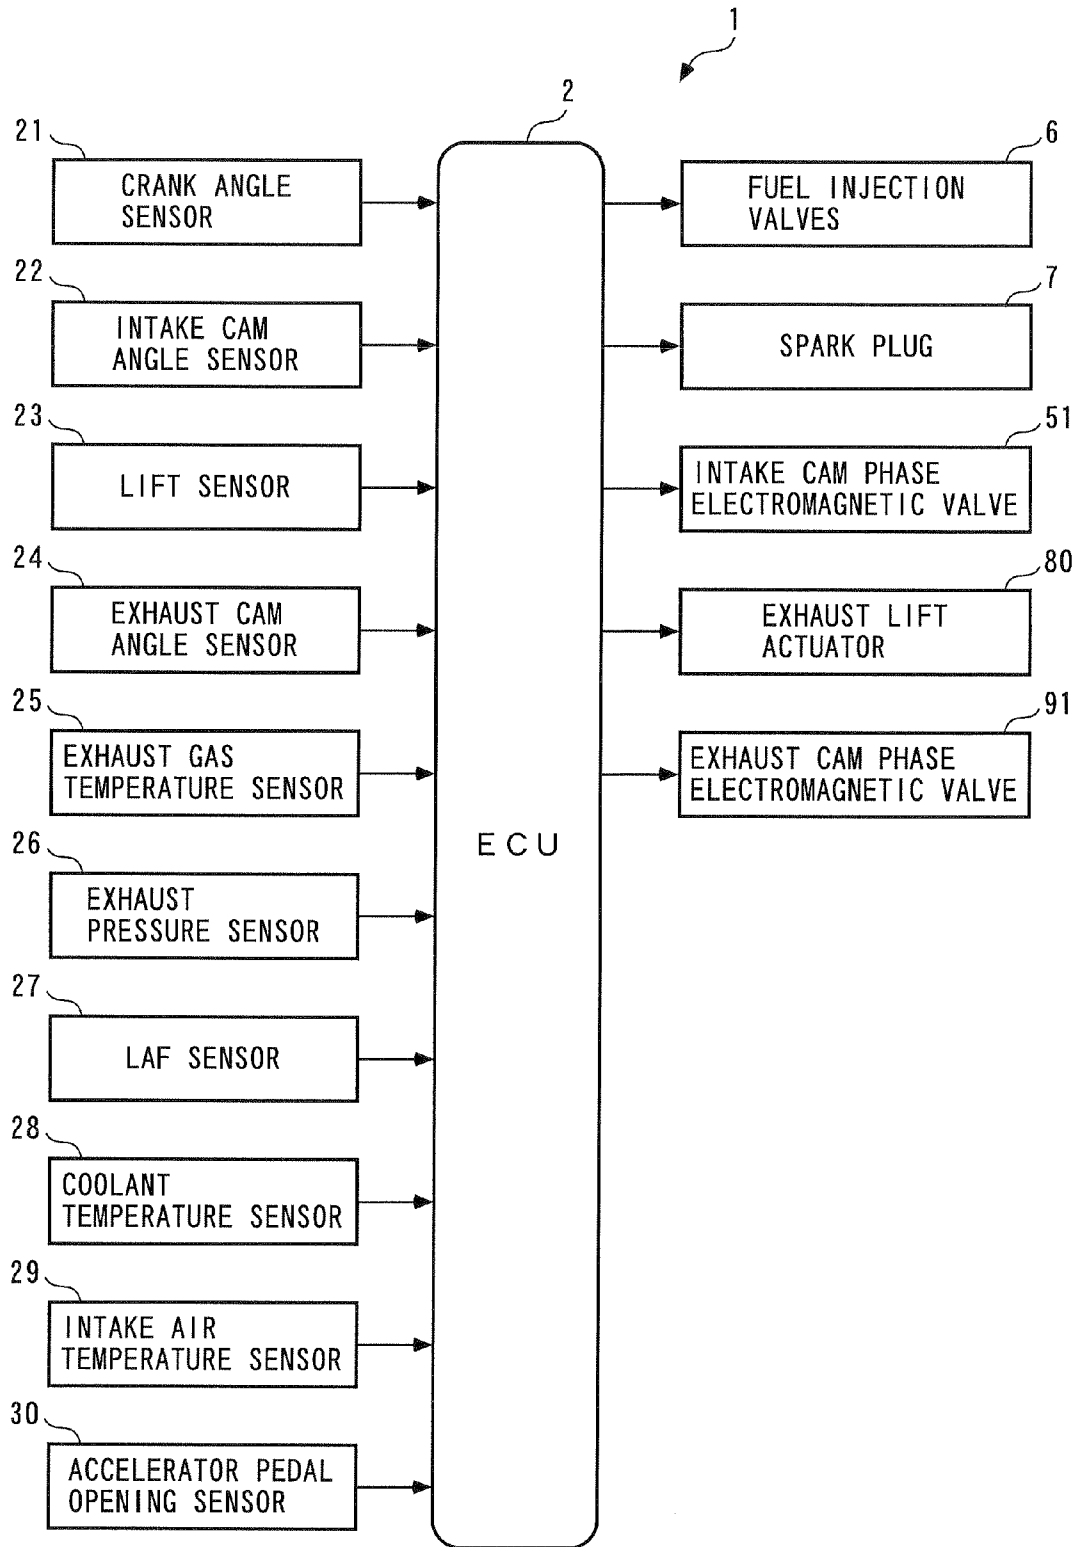 1
2
21
CRANK ANGLE
SENSOR
22
INTAKE CAM
ANGLE SENSOR
23
LIFT SENSOR
24
EXHAUST CAM
ANGLE SENSOR
25
EXHAUST GAS
TEMPERATURE SENSOR
26
EXHAUST
PRESSURE SENSOR
27
LAF SENSOR
28
COOLANT
TEMPERATURE SENSOR
29
INTAKE AIR
TEMPERATURE SENSOR
30
ACCELERATOR PEDAL
OPENING SENSOR
ECU
6
FUEL INJECTION
VALVES
7
SPARK PLUG
51
INTAKE CAM PHASE
ELECTROMAGNETIC VALVE
80
EXHAUST LIFT
ACTUATOR
91
EXHAUST CAM PHASE
ELECTROMAGNETIC VALVE